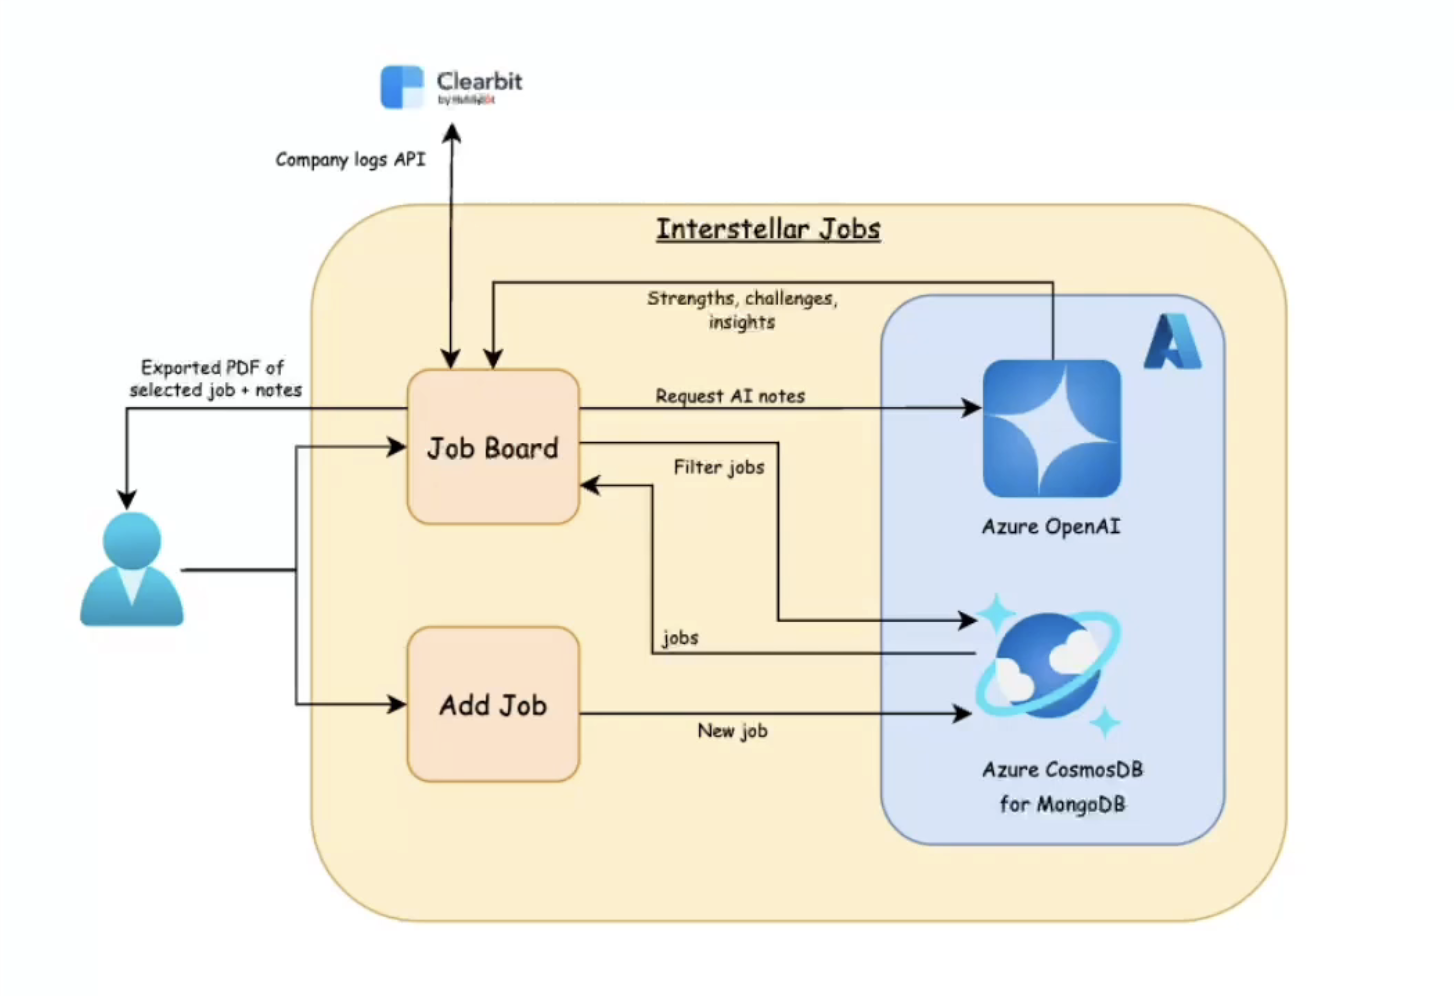 Clearbit
by HubSpot
Company logs API
Interstellar Jobs
Strengths, challenges,
insights
Exported PDF of
selected job + notes
Request AI notes
Job Board
Filter jobs
Azure OpenAI
jobs
Add Job
New job
Azure CosmosDB
for MongoDB